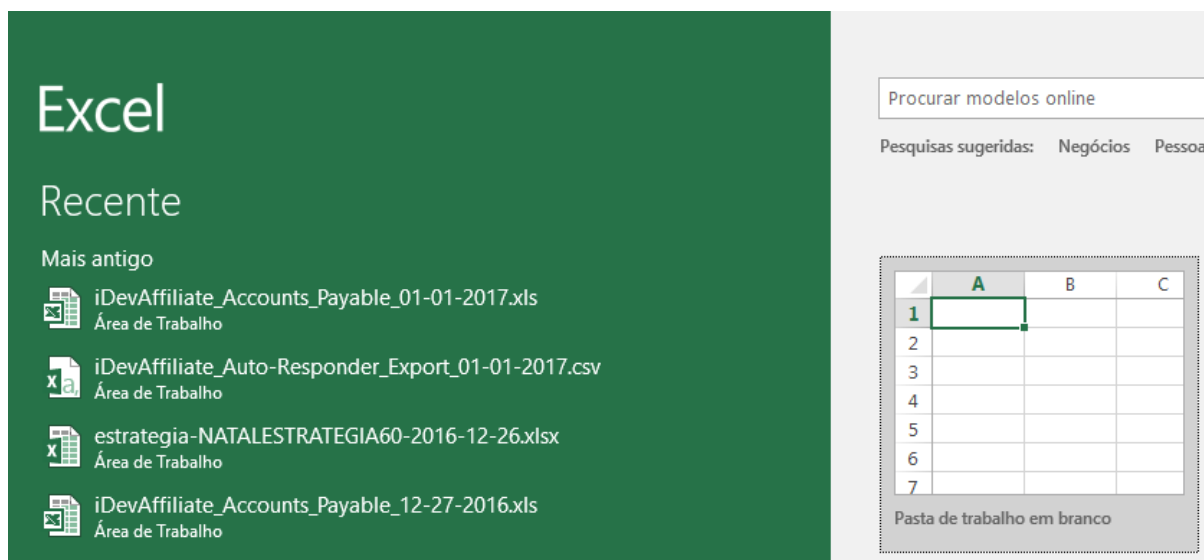 Excel
Recente
Mais antigo
iDevAffiliate_Accounts_Payable_01-01-2017.xls
Área de Trabalho
iDevAffiliate_Auto-Responder_Export_01-01-2017.csv
Área de Trabalho
estrategia-NATALESTRATEGIA60-2016-12-26.xlsx
Área de Trabalho
iDevAffiliate_Accounts_Payable_12-27-2016.xls
Área de Trabalho
Procurar modelos online
Pesquisas sugeridas: Negócios Pessoa
A B C
1
2
3
4
5
6
7
Pasta de trabalho em branco